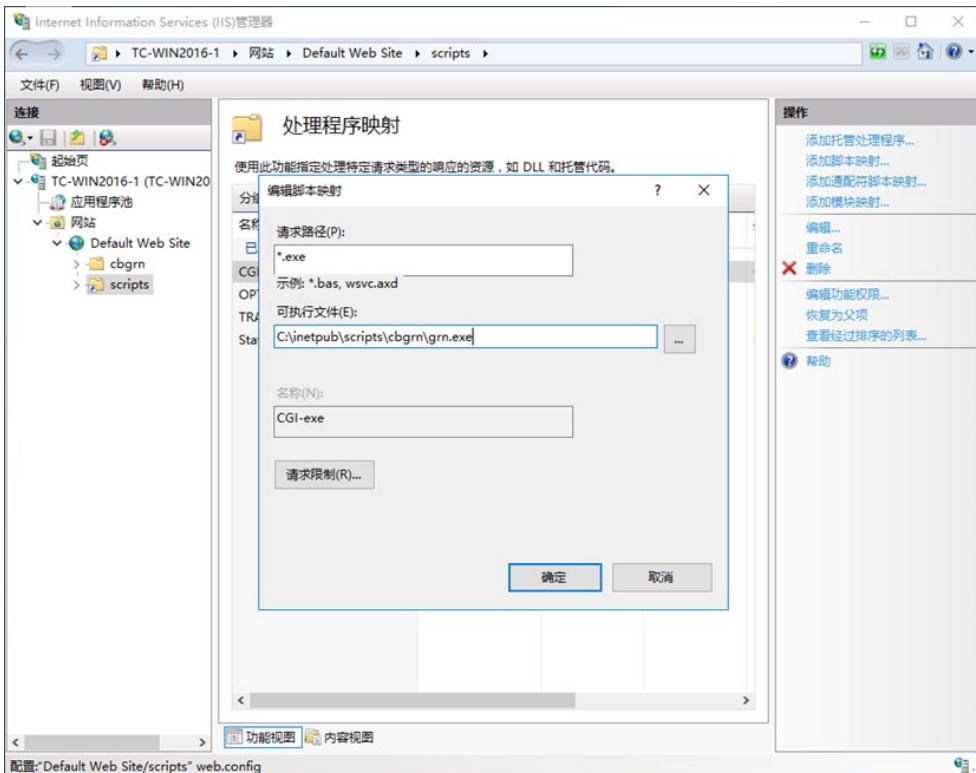 Internet Information Services (IIS)管理器
TC-WIN2016-1 网站 Default Web Site scripts
文件(F) 视图(V) 帮助(H)
连接
起始页
TC-WIN2016-1 (TC-WIN20
应用程序池
网站
Default Web Site
cbgrn
scripts
处理程序映射
使用此功能指定处理特定请求类型的响应的资源，如 DLL 和托管代码。
名称
CGI
OPT
TRA
Sta
编辑脚本映射
请求路径(P):
*.exe
示例: *.bas, wsvc.axd
可执行文件(E):
C:\inetpub\scripts\cbgrn\grn.exe
...
名称(N):
CGI-exe
请求限制(R)...
确定
取消
功能视图 内容视图
操作
添加托管处理程序...
添加脚本映射...
添加通配符脚本映射...
添加模块映射...
编辑...
重命名
删除
编辑功能权限...
恢复为父项
查看经过排序的列表...
帮助
配置:"Default Web Site/scripts" web.config